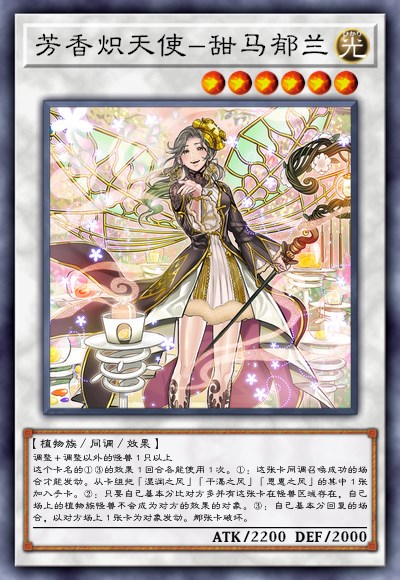 芳香炽天使-甜马郁兰
光
【植物族／同调／效果】
调整＋调整以外的怪兽1只以上
这个卡名的①③的效果1回合各能使用1次。①：这张卡同调召唤成功的场
合才能发动。从卡组把「湿润之风」「干渴之风」「恩惠之风」的其中1张
加入手卡。②：只要自己基本分比对方多并有这张卡在怪兽区域存在，自己
场上的植物族怪兽不会成为对方的效果的对象。③：自己基本分回复的场
合，以对方场上1张卡为对象发动。那张卡破坏。
ATK/2200 DEF/2000